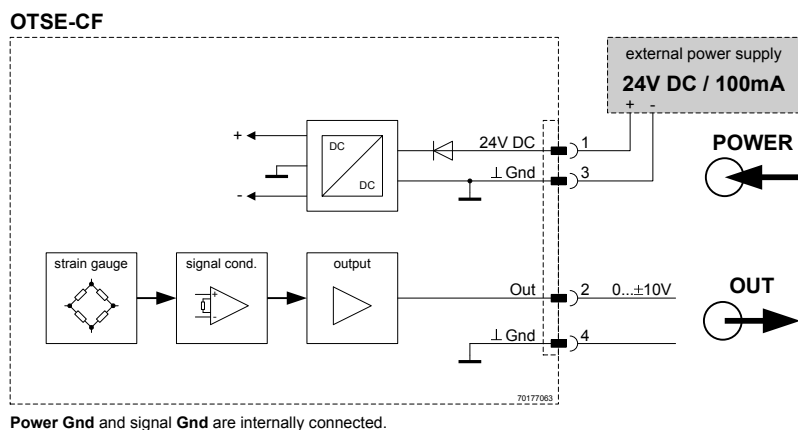 OTSE-CF
external power supply
24V DC / 100mA
+ -
+
DC
DC
-
24V DC
1
⊥ Gnd
3
POWER
strain gauge
signal cond.
output
+
-
Out
2
0...±10V
OUT
⊥ Gnd
4
70177063
Power Gnd and signal Gnd are internally connected.